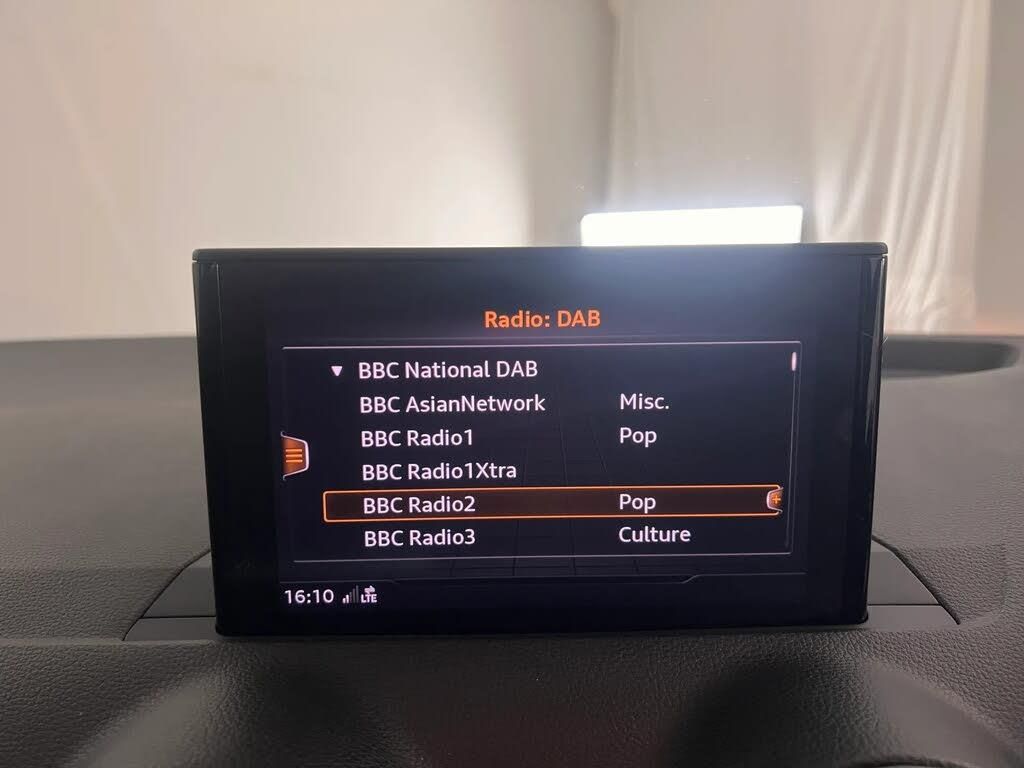 Radio: DAB
▼ BBC National DAB
BBC AsianNetwork Misc.
BBC Radio1 Pop
BBC Radio1Xtra
BBC Radio2 Pop
BBC Radio3 Culture
16:10 LTE